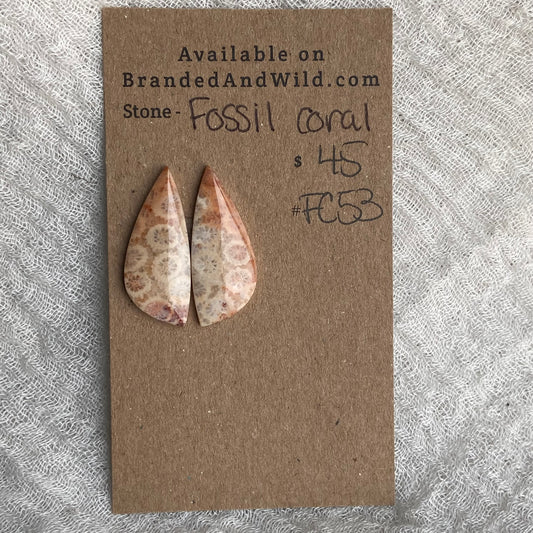 Available on
BrandedAndWild.com
Stone - Fossil coral
$ 45
#FC53